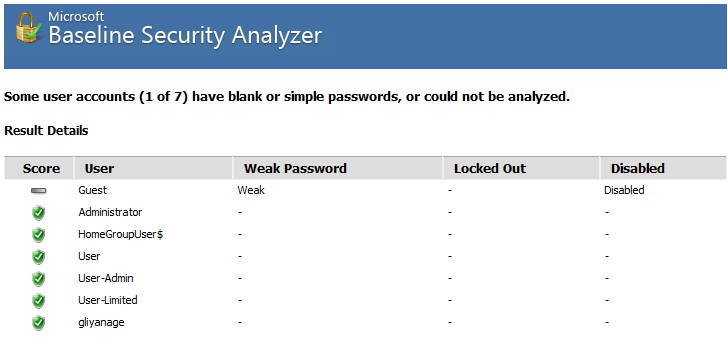 Microsoft
Baseline Security Analyzer
Some user accounts (1 of 7) have blank or simple passwords, or could not be analyzed.
Result Details
Score User Weak Password Locked Out Disabled
Guest Weak - Disabled
Administrator - - -
HomeGroupUser$ - - -
User - - -
User-Admin - - -
User-Limited - - -
gliyanage - - -